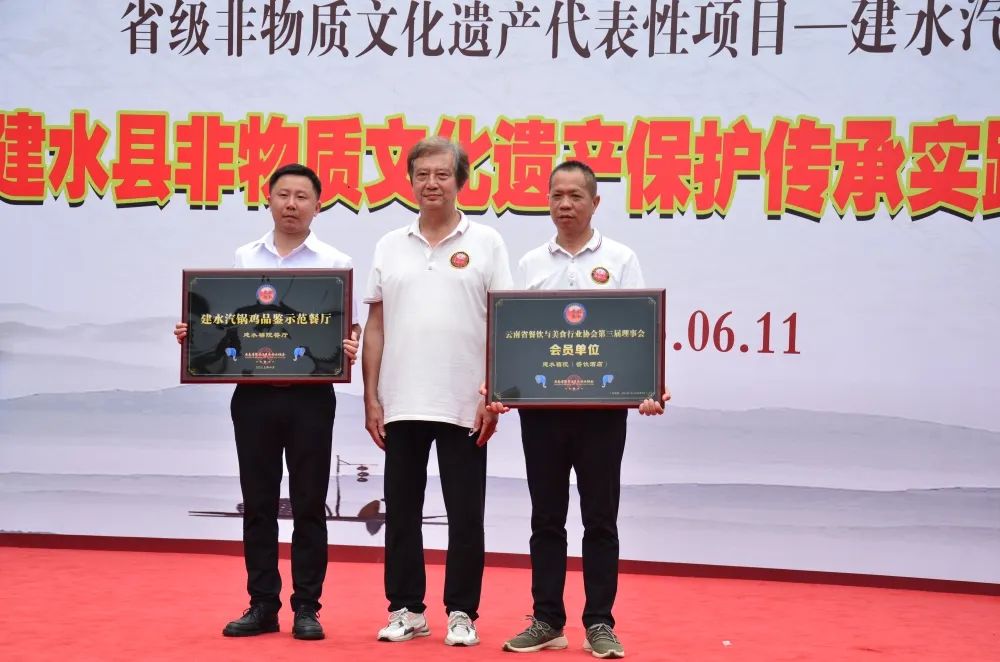 省级非物质文化遗产代表性项目—建水汽
建水县非物质文化遗产保护传承实践
.06.11
建水汽锅鸡品鉴示范餐厅
云南省餐饮与美食行业协会第三届理事会
会员单位